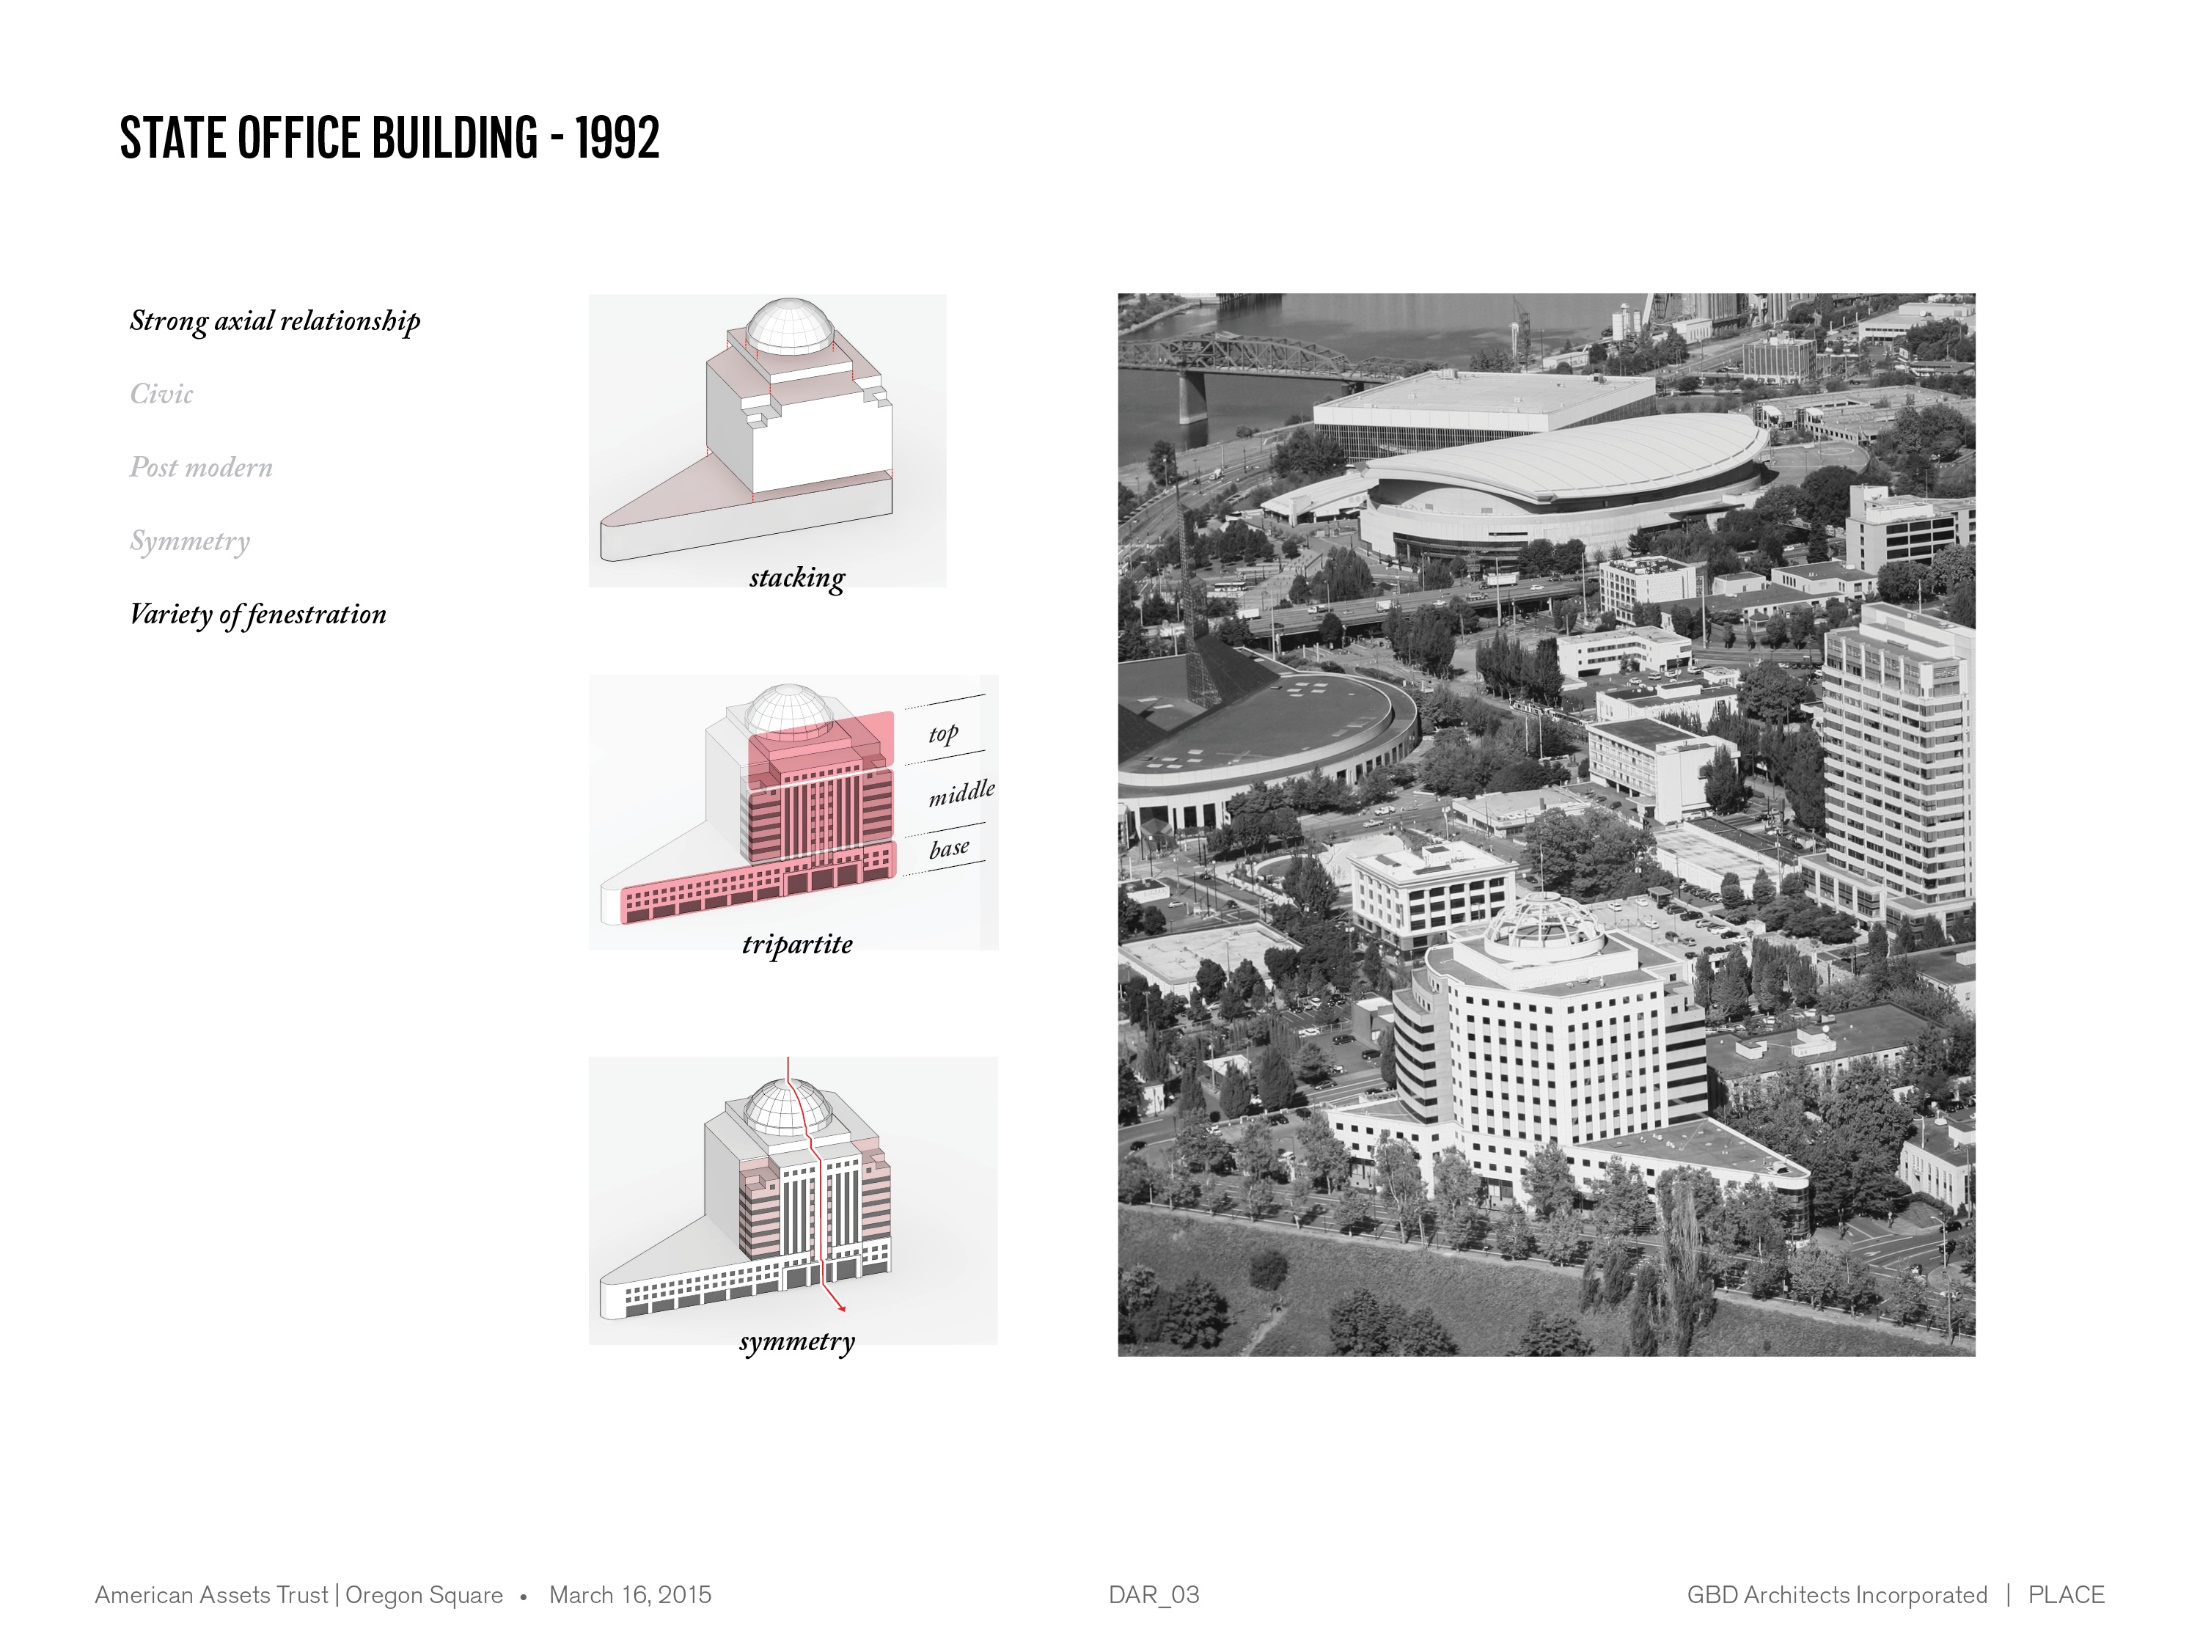 STATE OFFICE BUILDING - 1992
Strong axial relationship
Civic
Post modern
Symmetry
Variety of fenestration
stacking
top
middle
base
tripartite
symmetry
American Assets Trust | Oregon Square • March 16, 2015
DAR_03
GBD Architects Incorporated | PLACE